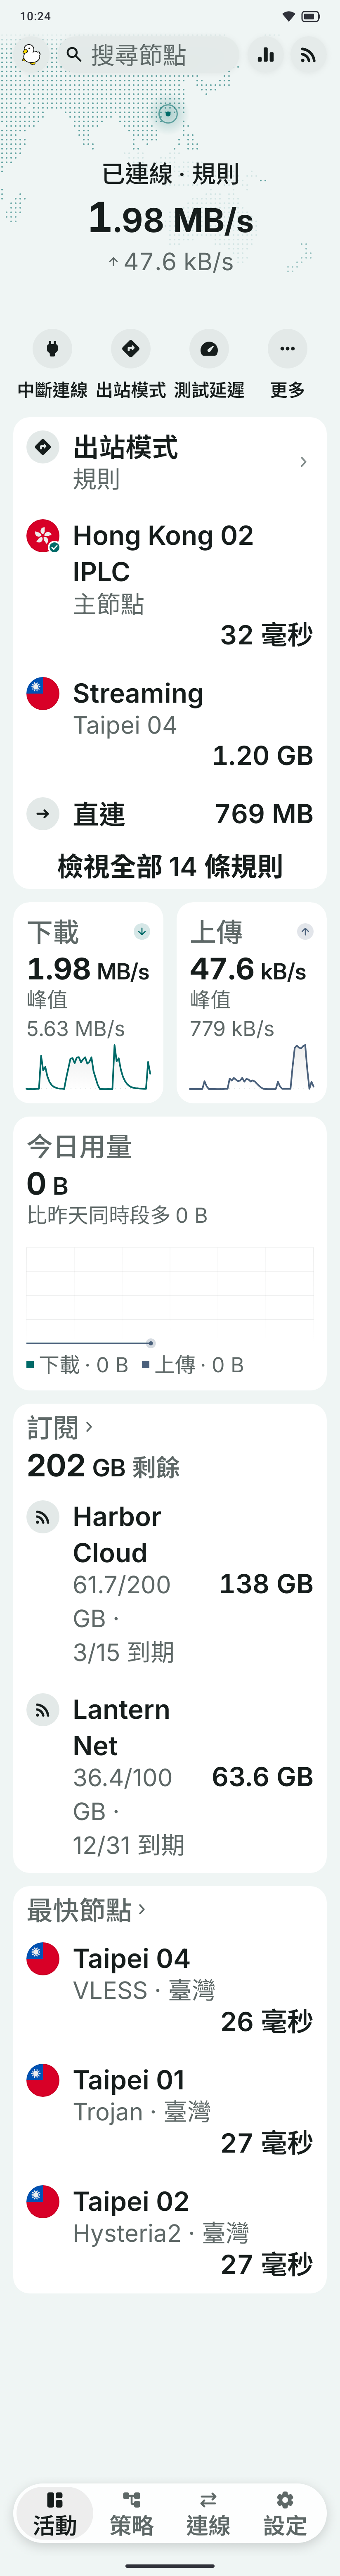 10:24
搜尋節點
已連線 · 規則
1.98 MB/s
↑ 47.6 kB/s
中斷連線 出站模式 測試延遲 更多
出站模式
規則
Hong Kong 02
IPLC
主節點
32 毫秒
Streaming
Taipei 04
1.20 GB
直連 769 MB
檢視全部 14 條規則
下載
1.98 MB/s
峰值
5.63 MB/s
上傳
47.6 kB/s
峰值
779 kB/s
今日用量
0 B
比昨天同時段多 0 B
下載 · 0 B 上傳 · 0 B
訂閱
202 GB 剩餘
Harbor
Cloud
61.7/200
GB ·
3/15 到期
138 GB
Lantern
Net
36.4/100
GB ·
12/31 到期
63.6 GB
最快節點
Taipei 04
VLESS · 臺灣
26 毫秒
Taipei 01
Trojan · 臺灣
27 毫秒
Taipei 02
Hysteria2 · 臺灣
27 毫秒
活動 策略 連線 設定